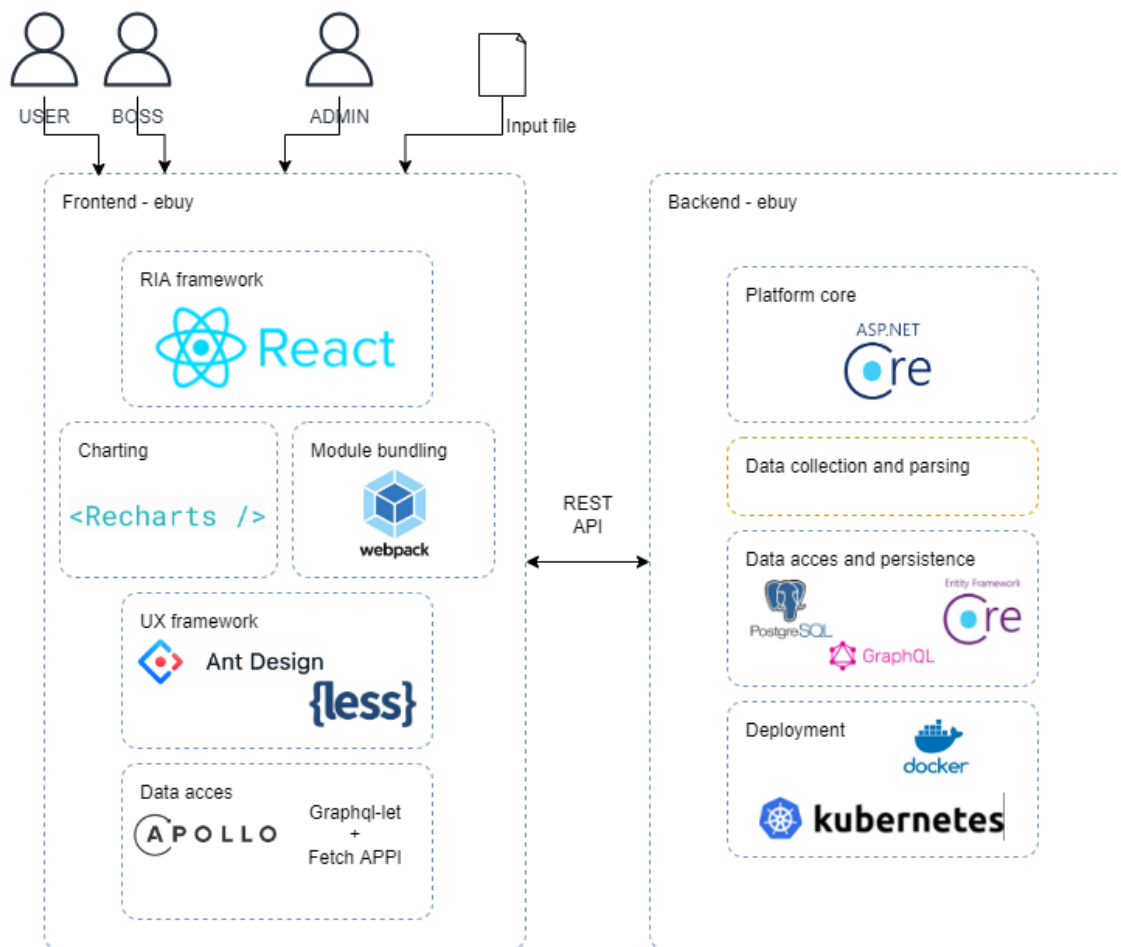 USER
BOSS
ADMIN
Input file
Frontend - ebuy
RIA framework
React
Charting
<Recharts />
Module bundling
webpack
UX framework
Ant Design
{less}
Data acces
APOLLO
Graphql-let
+
Fetch APPI
REST
API
Backend - ebuy
Platform core
ASP.NET
Core
Data collection and parsing
Data acces and persistence
PostgreSQL
Entity Framework
Core
GraphQL
Deployment
docker
kubernetes